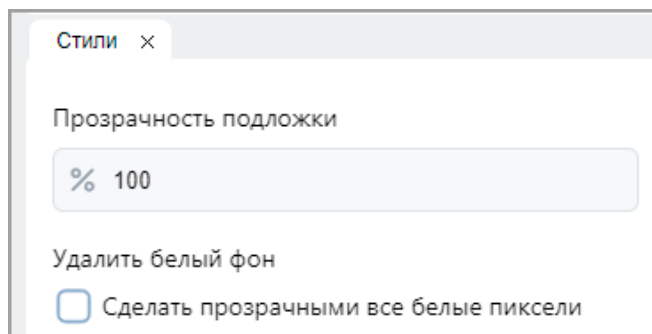 Стили ×
Прозрачность подложки
% 100
Удалить белый фон
Сделать прозрачными все белые пиксели